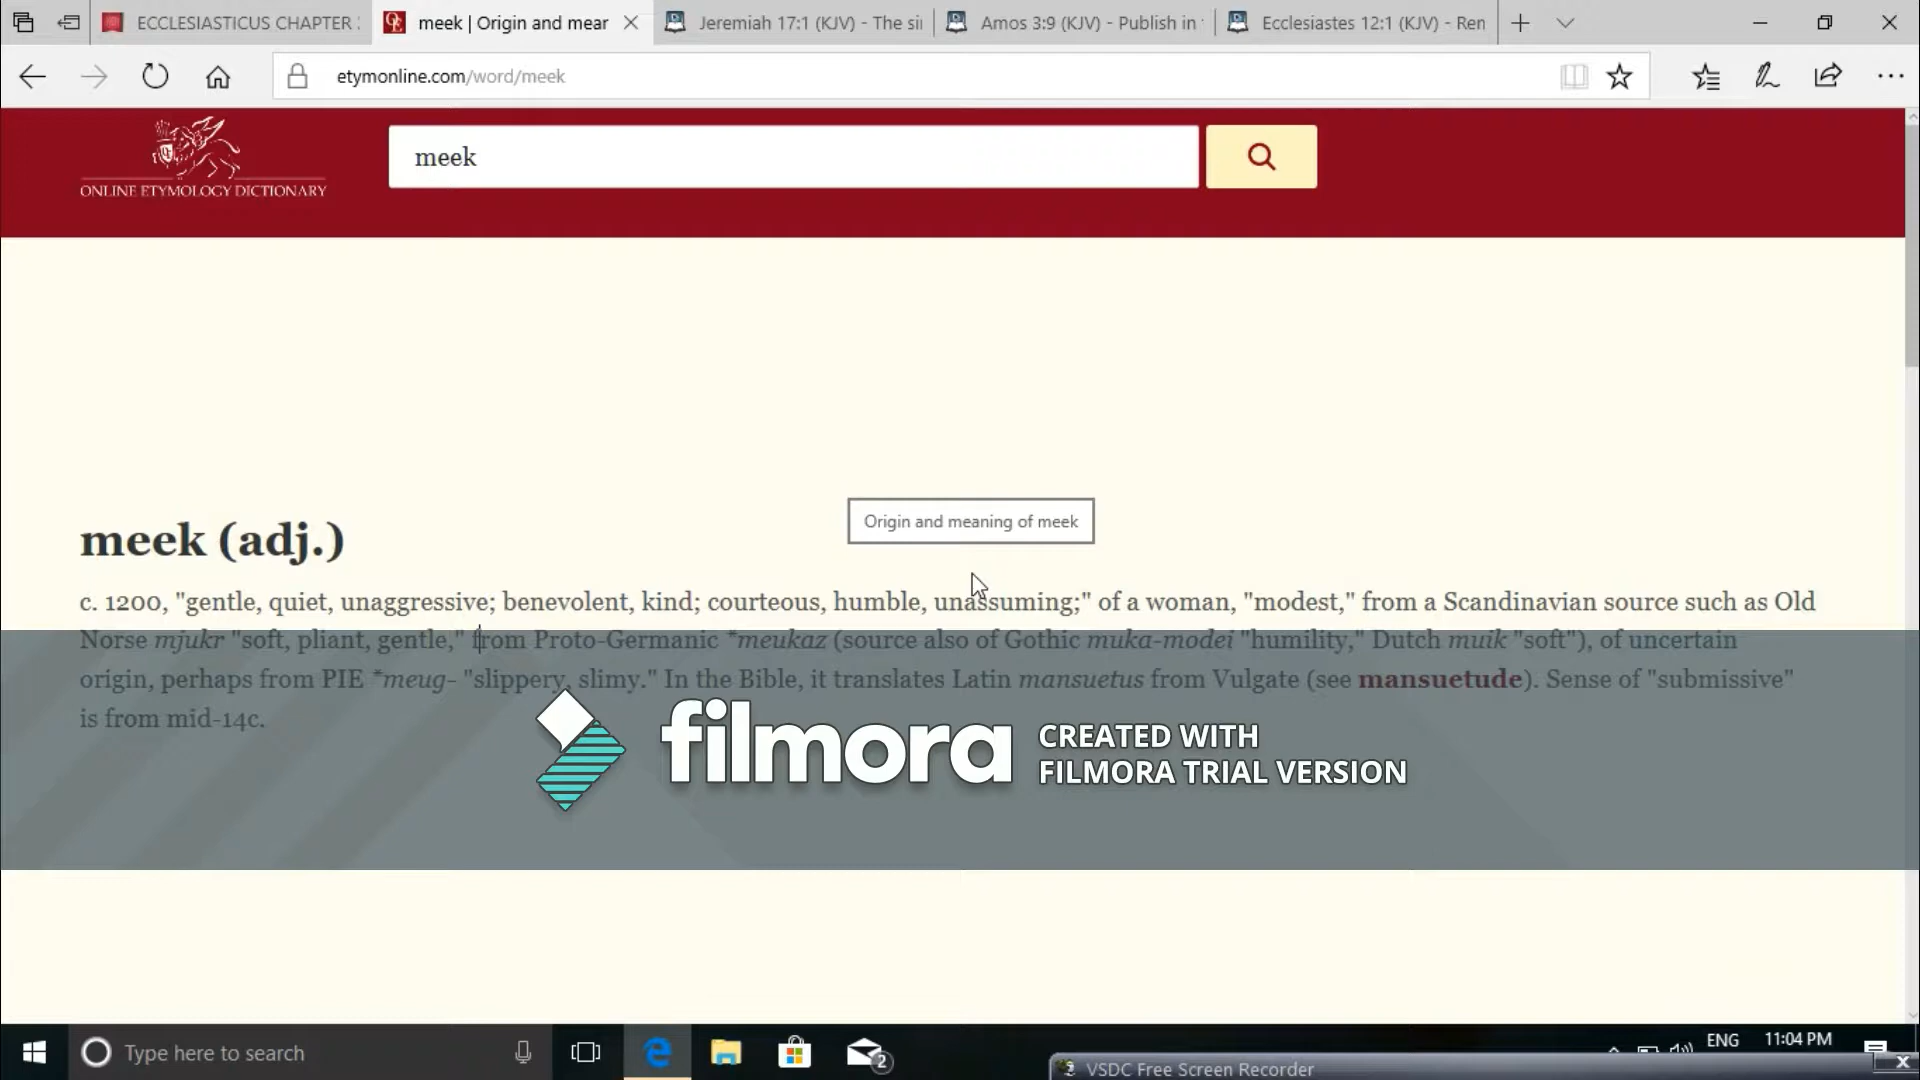 ECCLESIASTICUS CHAPTER
meek | Origin and mear
Jeremiah 17:1 (KJV) - The si
Amos 3:9 (KJV) - Publish in
Ecclesiastes 12:1 (KJV) - Ren
etymonline.com/word/meek
ONLINE ETYMOLOGY DICTIONARY
meek
Origin and meaning of meek
meek (adj.)
c. 1200, "gentle, quiet, unaggressive; benevolent, kind; courteous, humble, unassuming;" of a woman, "modest," from a Scandinavian source such as Old
Norse mjukr "soft, pliant, gentle," from Proto-Germanic *meukaz (source also of Gothic muka-modei "humility," Dutch muik "soft"), of uncertain
origin, perhaps from PIE *meug- "slippery, slimy." In the Bible, it translates Latin mansuetus from Vulgate (see mansuetude). Sense of "submissive"
is from mid-14c.
filmora
CREATED WITH
FILMORA TRIAL VERSION
Type here to search
2
ENG
11:04 PM
VSDC Free Screen Recorder